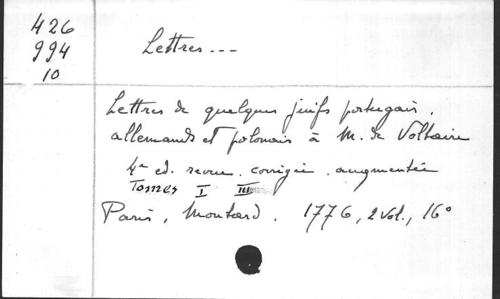 426
994
10
Lettres...
Lettres de quelques juifs portugais,
allemands et polonais à M. de Voltaire
4e ed. revue, corrigée, augmentée
Tomes I III
Paris, Moutard. 1776, 2 vol., 16°